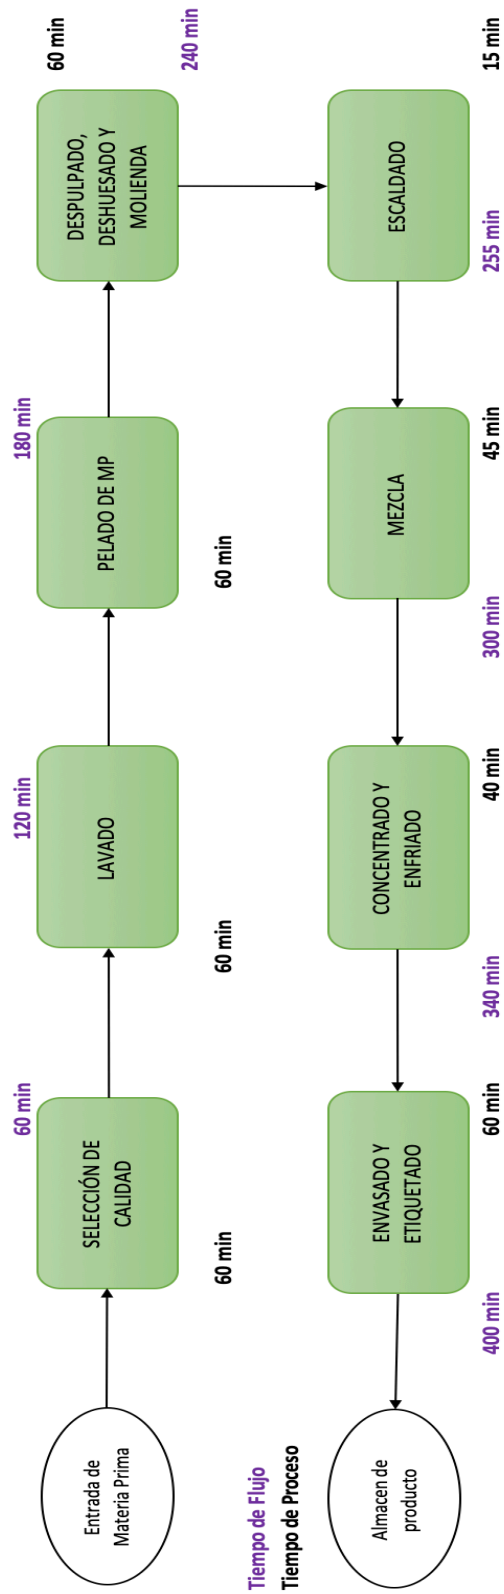 60 min
120 min
180 min
60 min
240 min
Entrada de
Materia Prima
SELECCIÓN DE
CALIDAD
LAVADO
PELADO DE MP
DESPULPADO,
DESHUESADO Y
MOLIENDA
60 min
60 min
60 min
Tiempo de Flujo
Tiempo de Proceso
Almacen de
producto
ENVASADO Y
ETIQUETADO
CONCENTRADO Y
ENFRIADO
MEZCLA
ESCALDADO
400 min
60 min
340 min
40 min
300 min
45 min
255 min
15 min